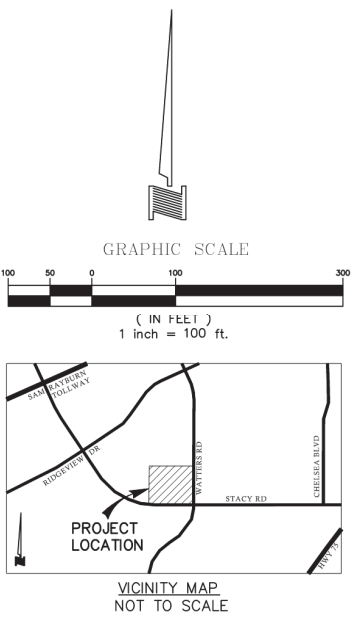 GRAPHIC SCALE
100 50 0 100 300
( IN FEET )
1 inch = 100 ft.
SAM RAYBURN
TOLLWAY
RIDGEVIEW DR
WATTERS RD
CHELSEA BLVD
STACY RD
PROJECT
LOCATION
HWY 75
VICINITY MAP
NOT TO SCALE